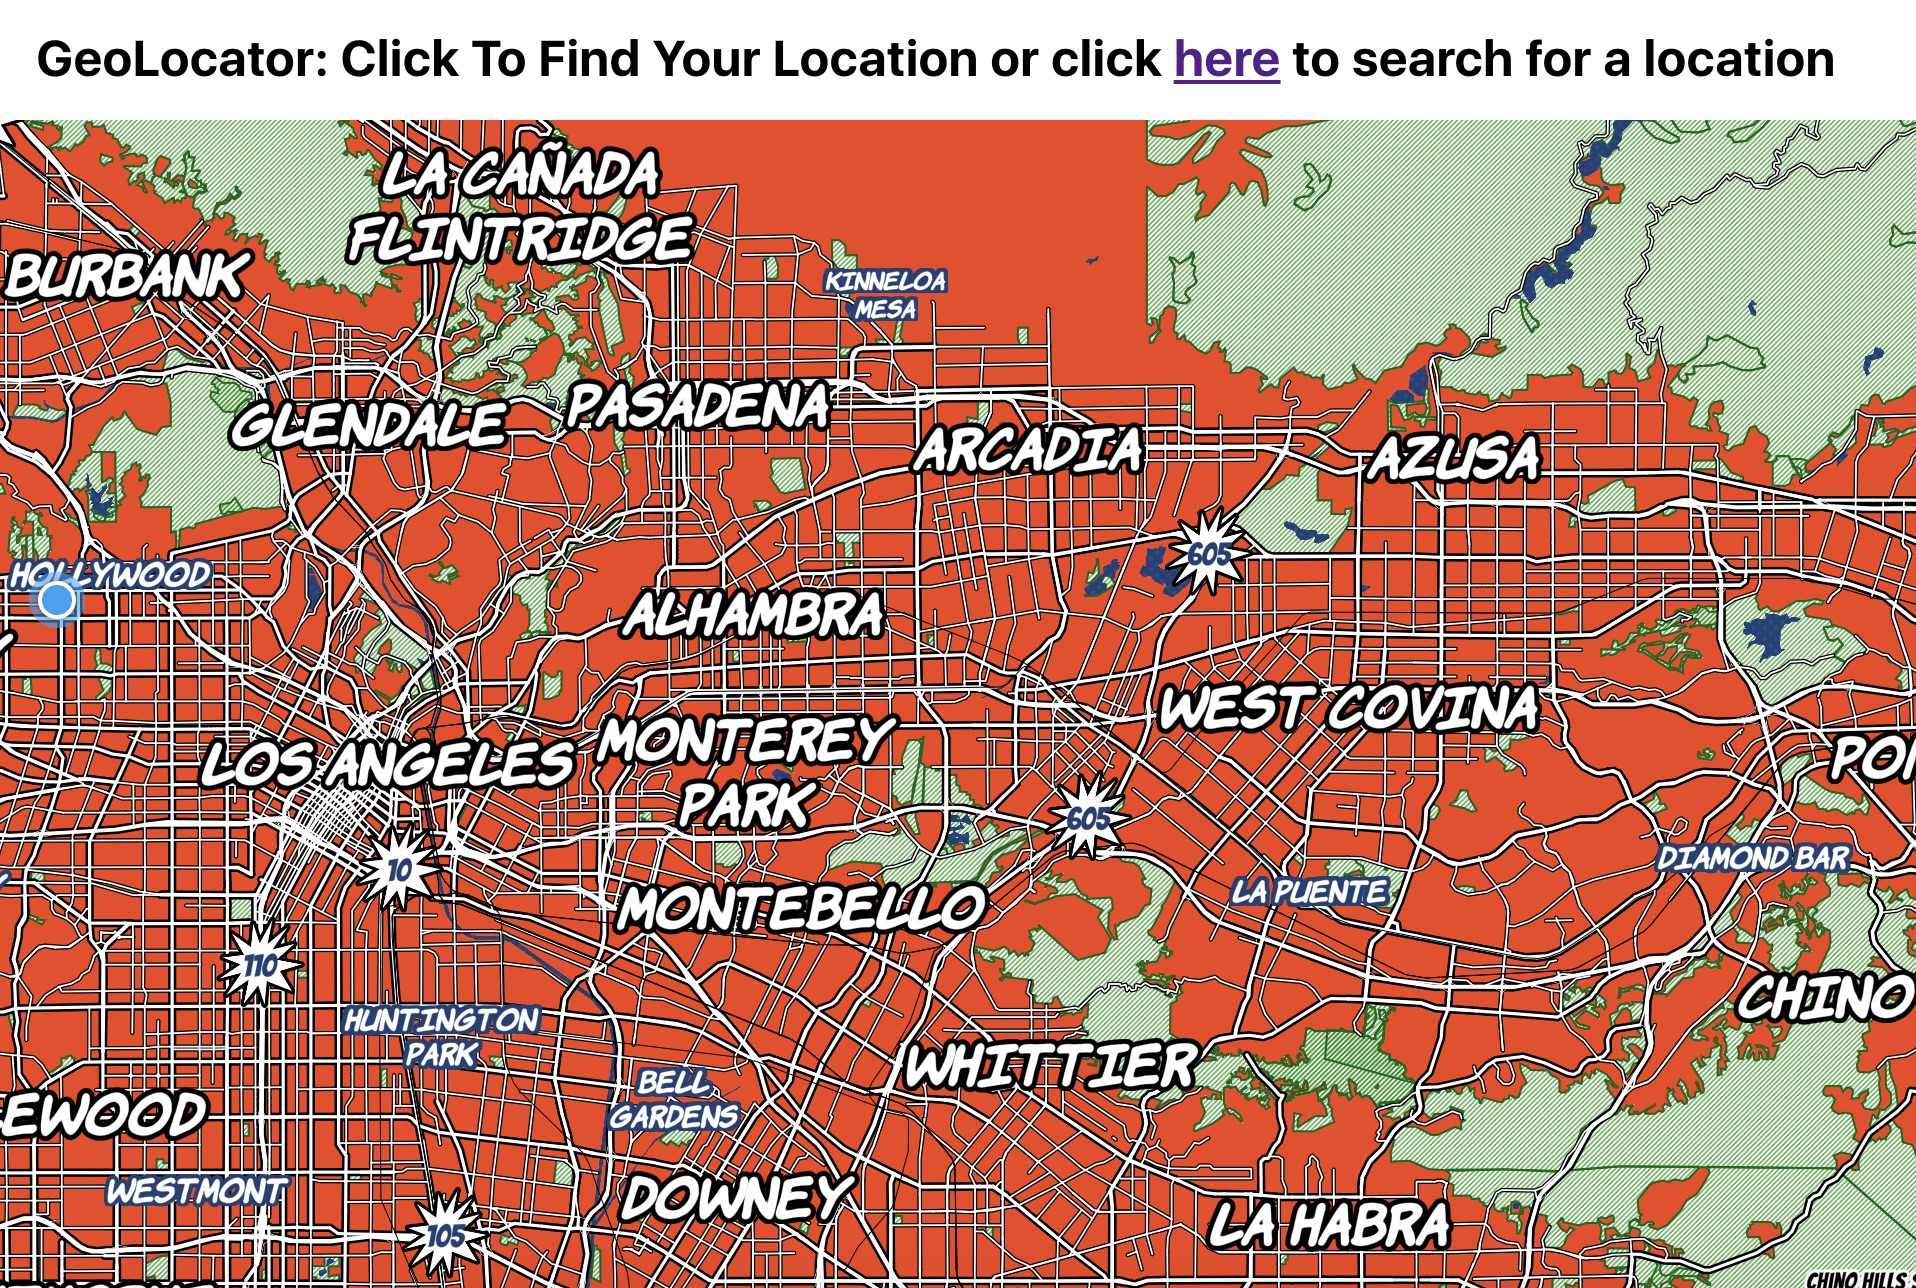 GeoLocator: Click To Find Your Location or click here to search for a location
LA CAÑADA
FLINTRIDGE
BURBANK
KINNELOA
MESA
PASADENA
GLENDALE
ARCADIA
AZUSA
605
HOLLYWOOD
ALHAMBRA
WEST COVINA
MONTEREY
PARK
LOS ANGELES
PO
605
10
DIAMOND BAR
LA PUENTE
MONTEBELLO
110
CHINO
HUNTINGTON
PARK
WHITTIER
BELL
GARDENS
EWOOD
WESTMONT
DOWNEY
LA HABRA
105
CHINO HILLS S